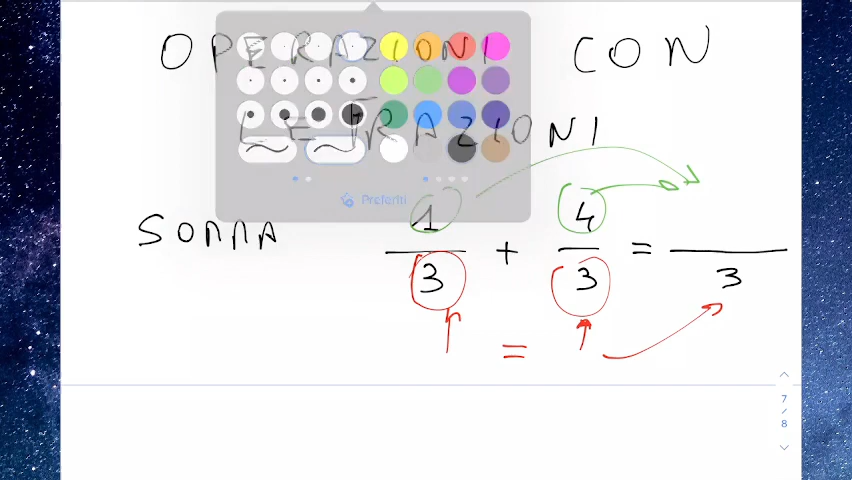 OPERAZIONI CON
LE FRAZIONI
Preferiti
SOMMA 1/3 + 4/3 = /3
=
7
/
8